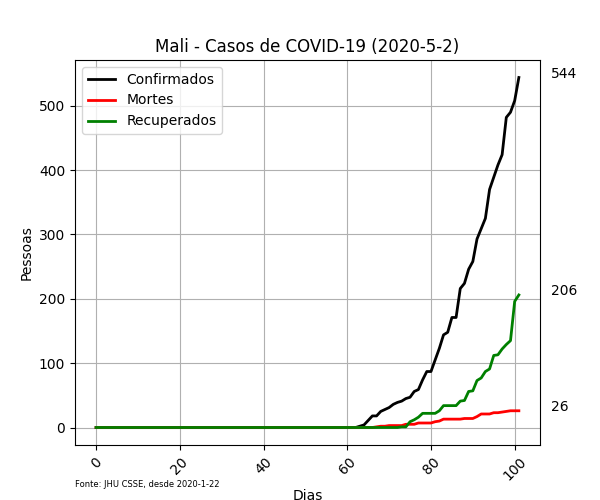 Mali - Casos de COVID-19 (2020-5-2)
Confirmados
Mortes
Recuperados
544
206
26
Pessoas
500
400
300
200
100
0
0
20
40
60
80
100
Dias
Fonte: JHU CSSE, desde 2020-1-22